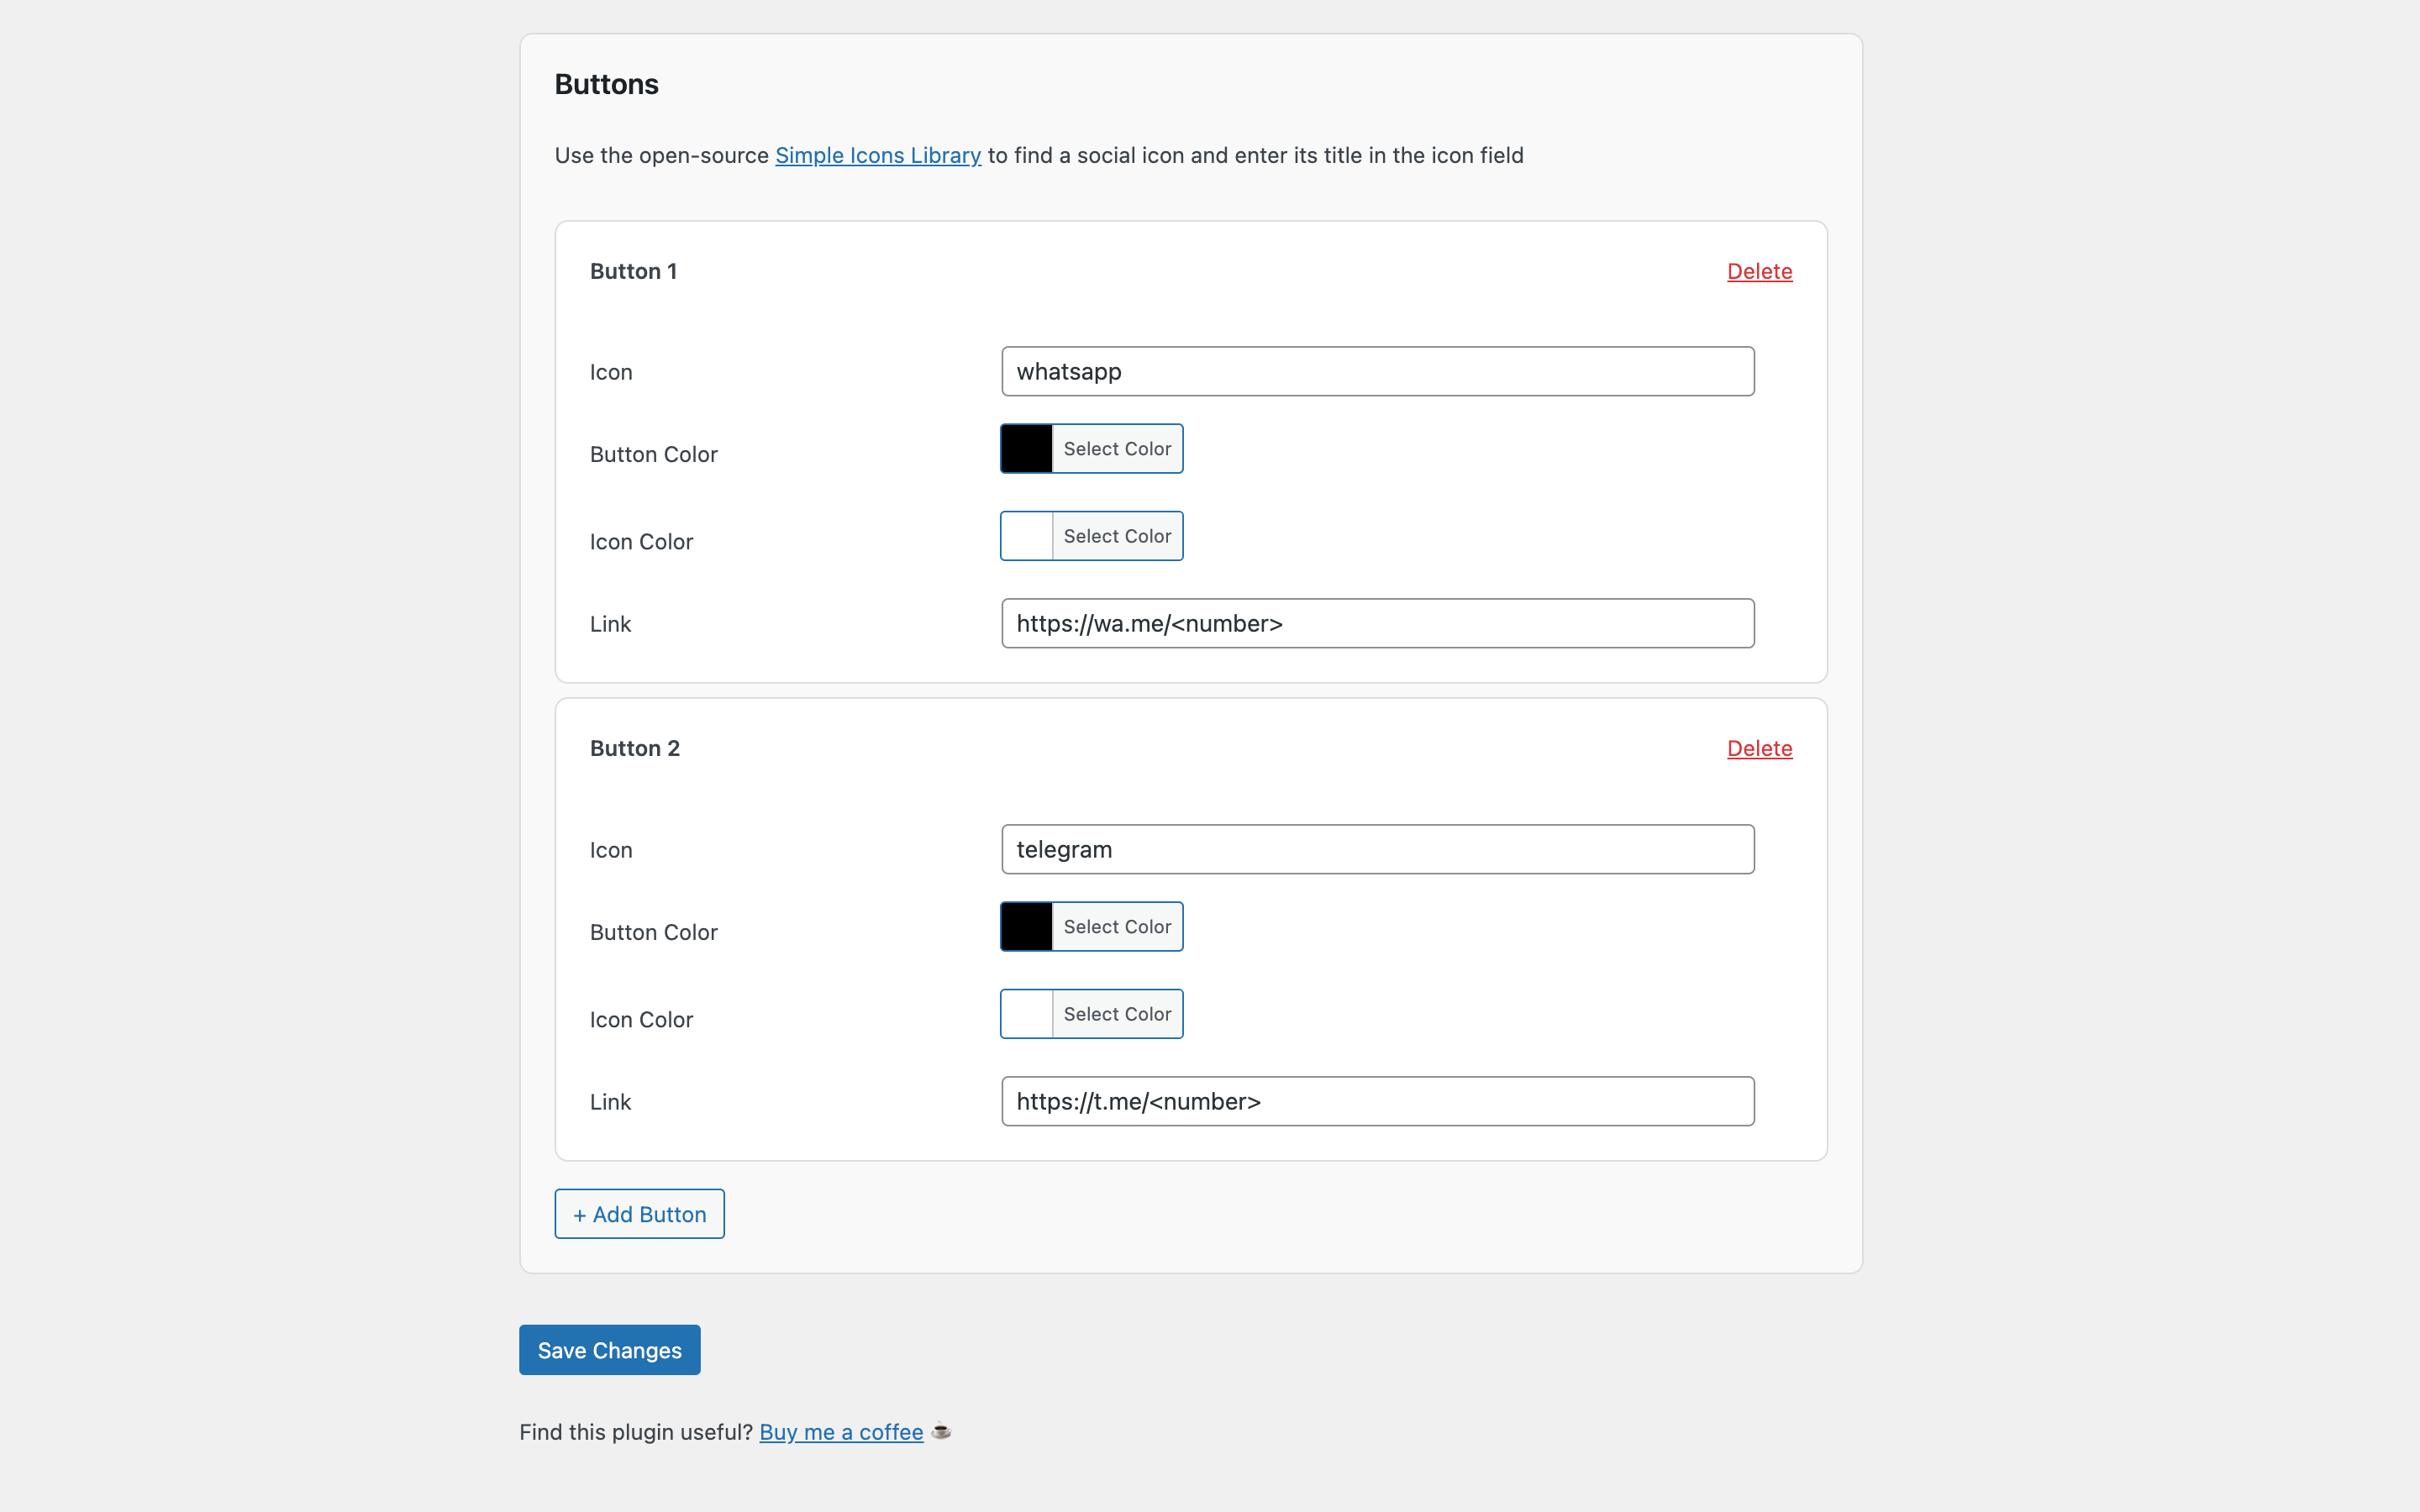 Buttons
Use the open-source Simple Icons Library to find a social icon and enter its title in the icon field
Button 1
Delete
Icon
whatsapp
Button Color
Select Color
Icon Color
Select Color
Link
https://wa.me/<number>
Button 2
Delete
Icon
telegram
Button Color
Select Color
Icon Color
Select Color
Link
https://t.me/<number>
+ Add Button
Save Changes
Find this plugin useful? Buy me a coffee ☕